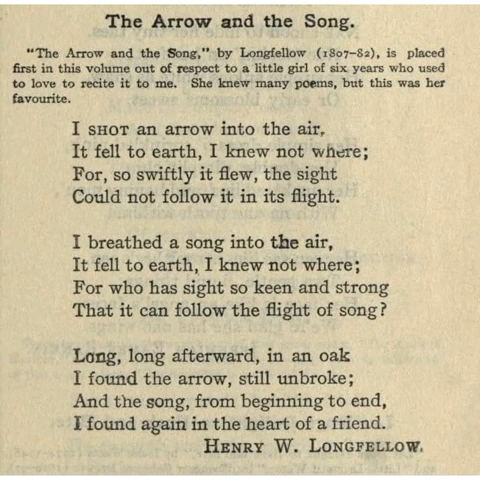 The Arrow and the Song.
"The Arrow and the Song," by Longfellow (1807-82), is placed
first in this volume out of respect to a little girl of six years who used
to love to recite it to me. She knew many poems, but this was her
favourite.
I SHOT an arrow into the air,
It fell to earth, I knew not where;
For, so swiftly it flew, the sight
Could not follow it in its flight.
I breathed a song into the air,
It fell to earth, I knew not where;
For who has sight so keen and strong
That it can follow the flight of song?
Long, long afterward, in an oak
I found the arrow, still unbroke;
And the song, from beginning to end,
I found again in the heart of a friend.
HENRY W. LONGFELLOW.